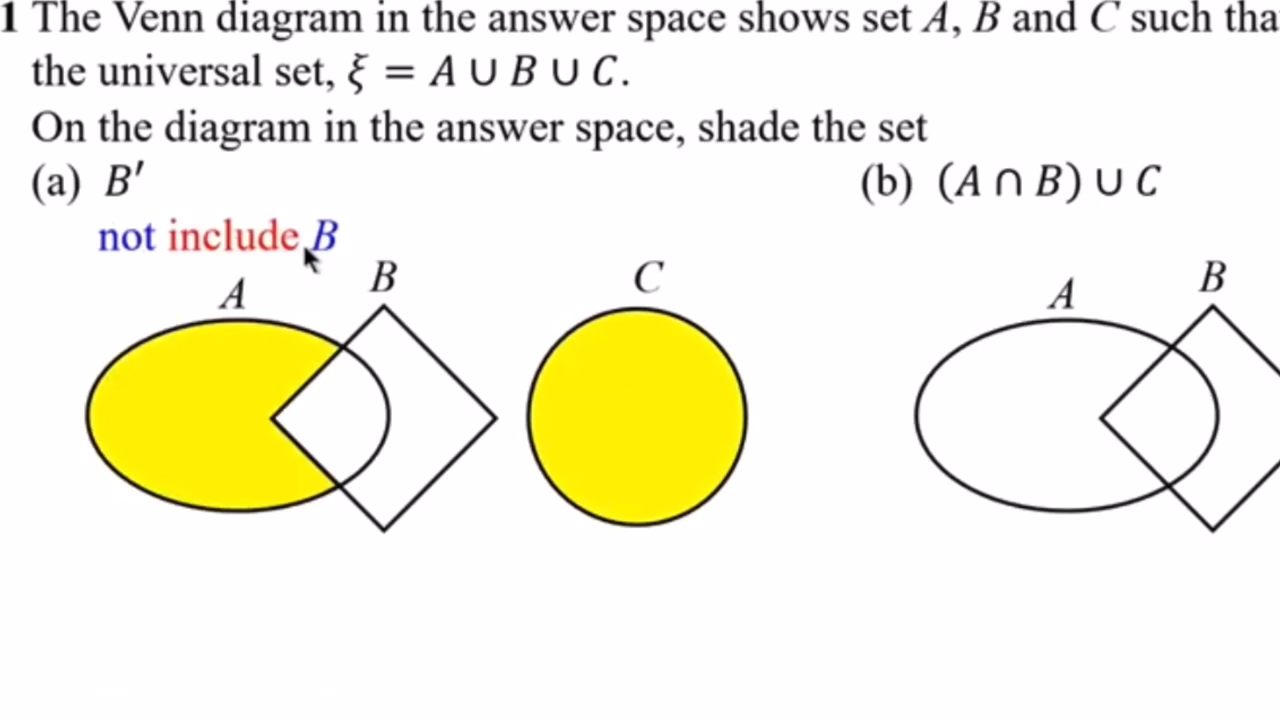 1 The Venn diagram in the answer space shows set A, B and C such tha
the universal set, ξ = A ∪ B ∪ C.
On the diagram in the answer space, shade the set
(a) B′ (b) (A ∩ B) ∪ C
not include B
A B C A B